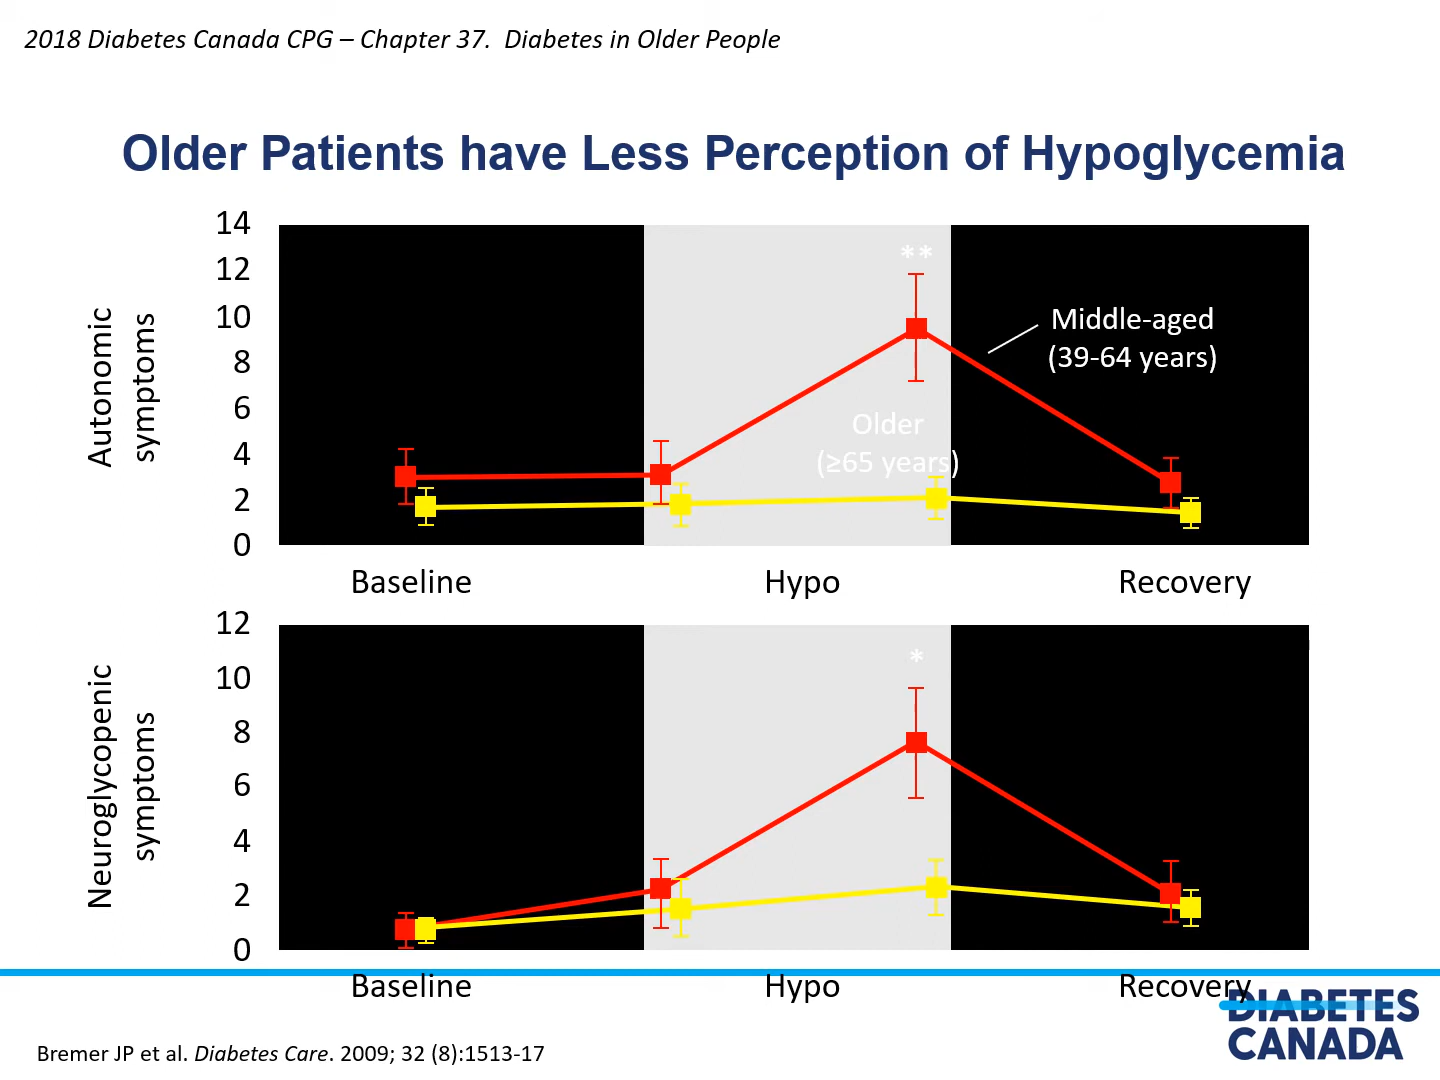 2018 Diabetes Canada CPG – Chapter 37.  Diabetes in Older People
Older Patients have Less Perception of Hypoglycemia
Autonomic
symptoms
14
12
10
8
6
4
2
0
**
Middle-aged
(39-64 years)
Older
(≥65 years)
Baseline
Hypo
Recovery
Neuroglycopenic
symptoms
12
10
8
6
4
2
0
*
Baseline
Hypo
Recovery
DIABETES
CANADA
Bremer JP et al. Diabetes Care. 2009; 32 (8):1513-17